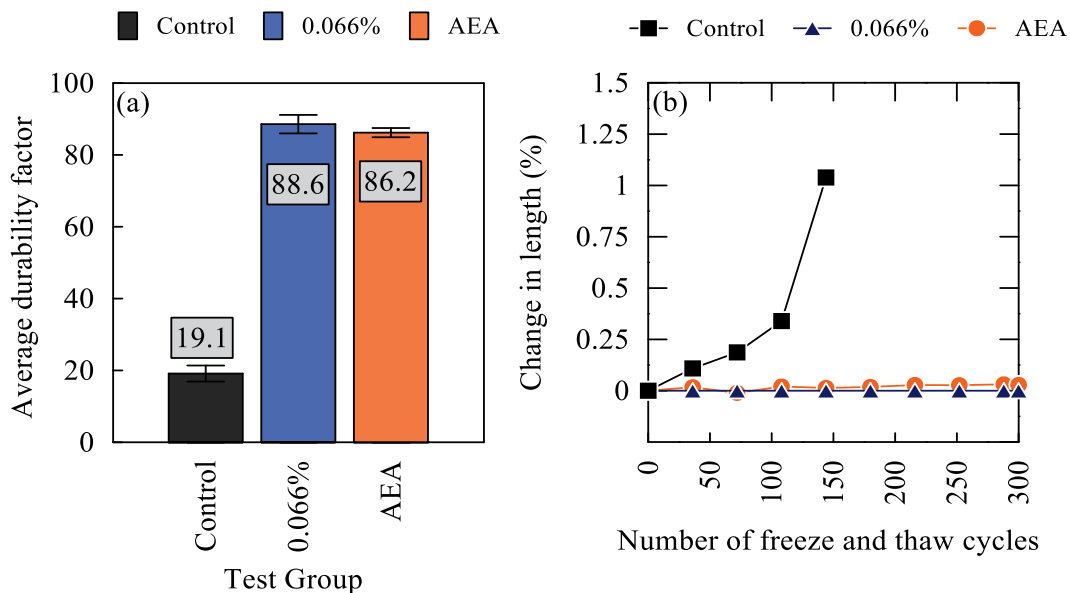 Control 0.066% AEA
(a)
Average durability factor
100
80
60
40
20
0
88.6
86.2
19.1
Control
0.066%
AEA
Test Group
Control 0.066% AEA
(b)
Change in length (%)
1.5
1.25
1
0.75
0.5
0.25
0
0 50 100 150 200 250 300
Number of freeze and thaw cycles